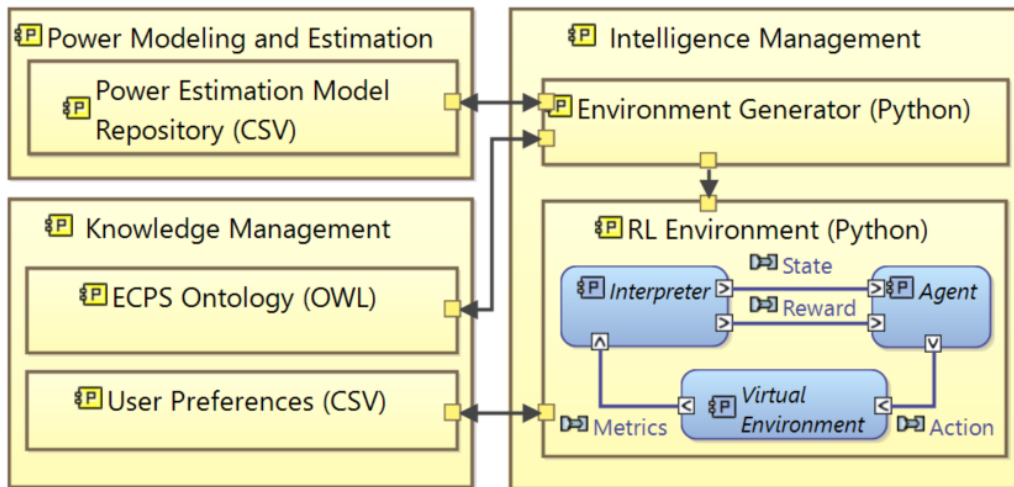 Power Modeling and Estimation
Power Estimation Model
Repository (CSV)
Knowledge Management
ECPS Ontology (OWL)
User Preferences (CSV)
Intelligence Management
Environment Generator (Python)
RL Environment (Python)
State
Interpreter
Agent
Reward
Virtual
Environment
Metrics
Action